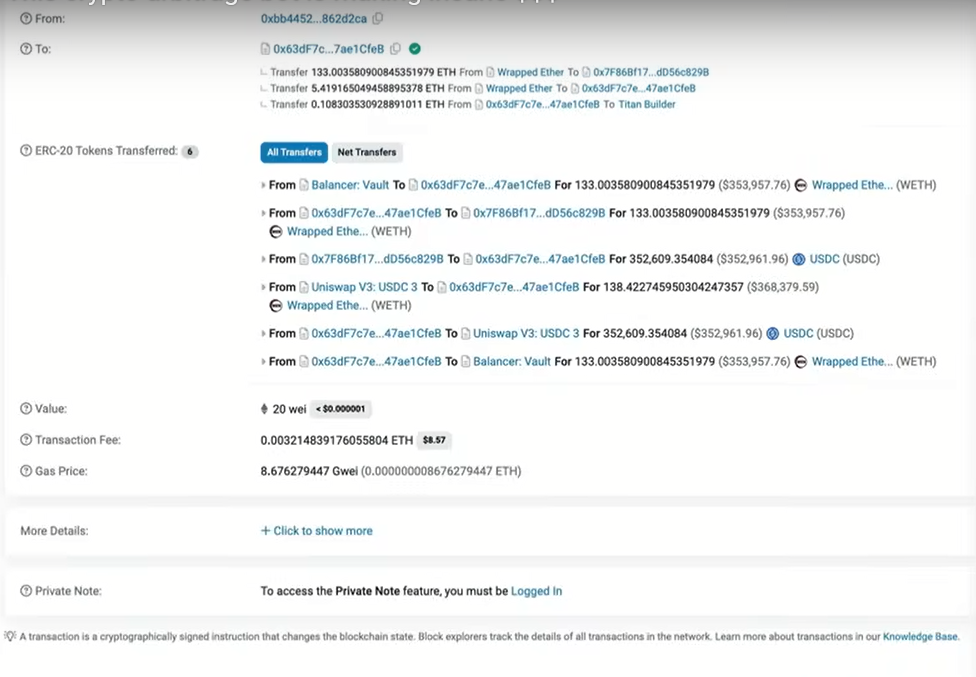 From: 0xbb4452...862d2ca
To: 0x63dF7c...7ae1CfeB
Transfer 133.003580900845351979 ETH From Wrapped Ether To 0x7F86Bf17...dD56c829B
Transfer 5.419165049458895378 ETH From Wrapped Ether To 0x63dF7c7e...47ae1CfeB
Transfer 0.108303530928891011 ETH From 0x63dF7c7e...47ae1CfeB To Titan Builder
ERC-20 Tokens Transferred: 6 All Transfers Net Transfers
From Balancer: Vault To 0x63dF7c7e...47ae1CfeB For 133.003580900845351979 ($353,957.76) Wrapped Ethe... (WETH)
From 0x63dF7c7e...47ae1CfeB To 0x7F86Bf17...dD56c829B For 133.003580900845351979 ($353,957.76)
Wrapped Ethe... (WETH)
From 0x7F86Bf17...dD56c829B To 0x63dF7c7e...47ae1CfeB For 352,609.354084 ($352,961.96) USDC (USDC)
From Uniswap V3: USDC 3 To 0x63dF7c7e...47ae1CfeB For 138.422745950304247357 ($368,379.59)
Wrapped Ethe... (WETH)
From 0x63dF7c7e...47ae1CfeB To Uniswap V3: USDC 3 For 352,609.354084 ($352,961.96) USDC (USDC)
From 0x63dF7c7e...47ae1CfeB To Balancer: Vault For 133.003580900845351979 ($353,957.76) Wrapped Ethe... (WETH)
Value: 20 wei < $0.000001
Transaction Fee: 0.003214839176055804 ETH $8.57
Gas Price: 8.676279447 Gwei (0.000000008676279447 ETH)
More Details: + Click to show more
Private Note: To access the Private Note feature, you must be Logged In
A transaction is a cryptographically signed instruction that changes the blockchain state. Block explorers track the details of all transactions in the network. Learn more about transactions in our Knowledge Base.